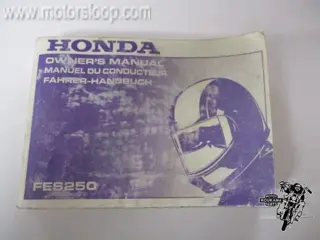 www.motorsloop.com
HONDA
OWNER'S MANUAL
MANUEL DU CONDUCTEUR
FAHRER-HANDBUCH
FES250